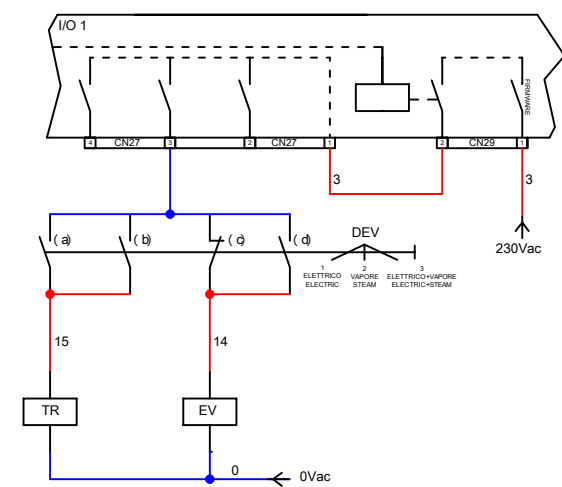 I/O 1
FIRMWARE
4 CN27 3 2 CN27 1 2 CN29 1
3 3
230Vac
( a) ( b) ( c) ( d) DEV
1 2 3
ELETTRICO VAPORE ELETTRICO+VAPORE
ELECTRIC STEAM ELECTRIC+STEAM
15 14
TR EV
0 0Vac